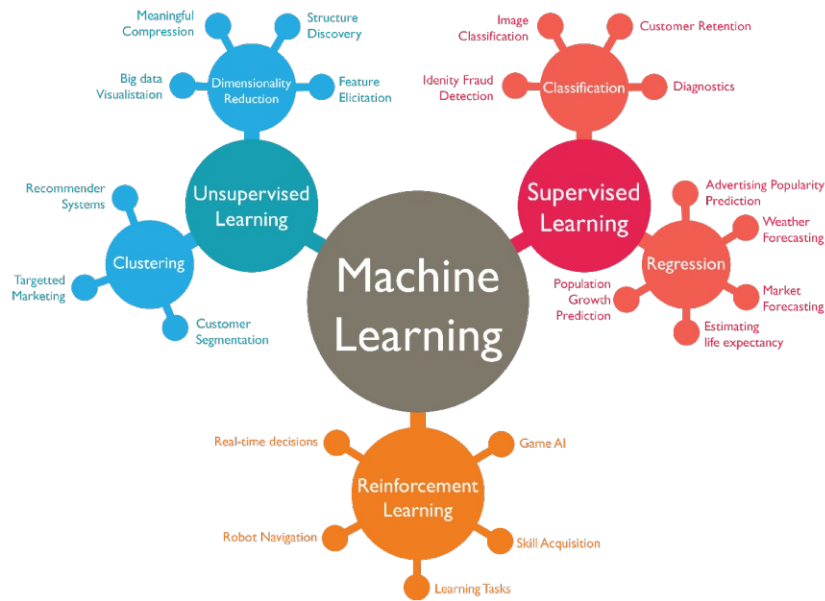 Meaningful
Compression
Structure
Discovery
Big data
Visualistaion
Dimensionality
Reduction
Feature
Elicitation
Unsupervised
Learning
Recommender
Systems
Clustering
Targetted
Marketing
Customer
Segmentation
Machine
Learning
Image
Classification
Customer Retention
Idenity Fraud
Detection
Classification
Diagnostics
Supervised
Learning
Advertising Popularity
Prediction
Weather
Forecasting
Regression
Population
Growth
Prediction
Market
Forecasting
Estimating
life expectancy
Real-time decisions
Game AI
Reinforcement
Learning
Robot Navigation
Skill Acquisition
Learning Tasks